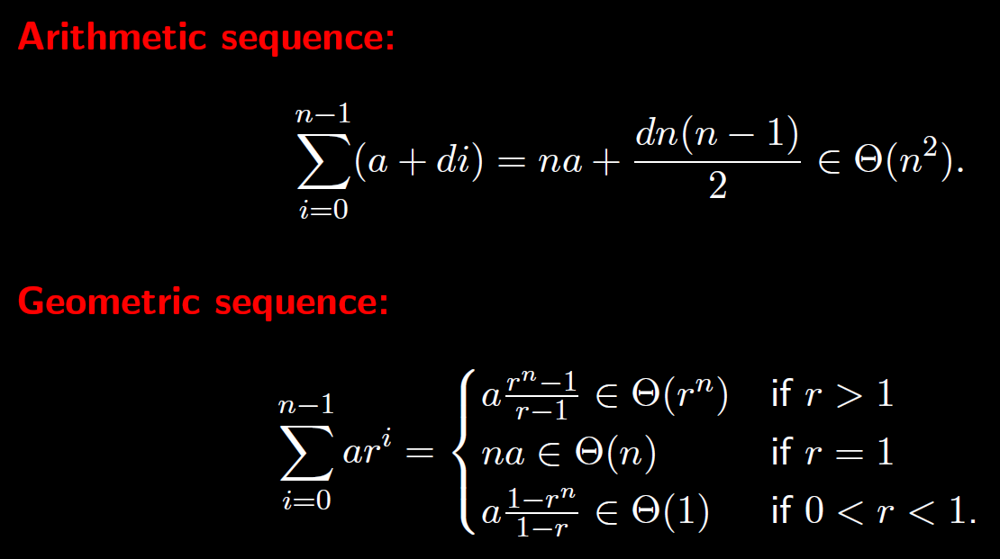 Arithmetic sequence:
$\sum_{i=0}^{n-1}(a + di) = na + \frac{dn(n-1)}{2} \in \Theta(n^2).$
Geometric sequence:
$\sum_{i=0}^{n-1} ar^i = \begin{cases} a\frac{r^n-1}{r-1} \in \Theta(r^n) & \text{if } r > 1 \\ na \in \Theta(n) & \text{if } r = 1 \\ a\frac{1-r^n}{1-r} \in \Theta(1) & \text{if } 0 < r < 1. \end{cases}$